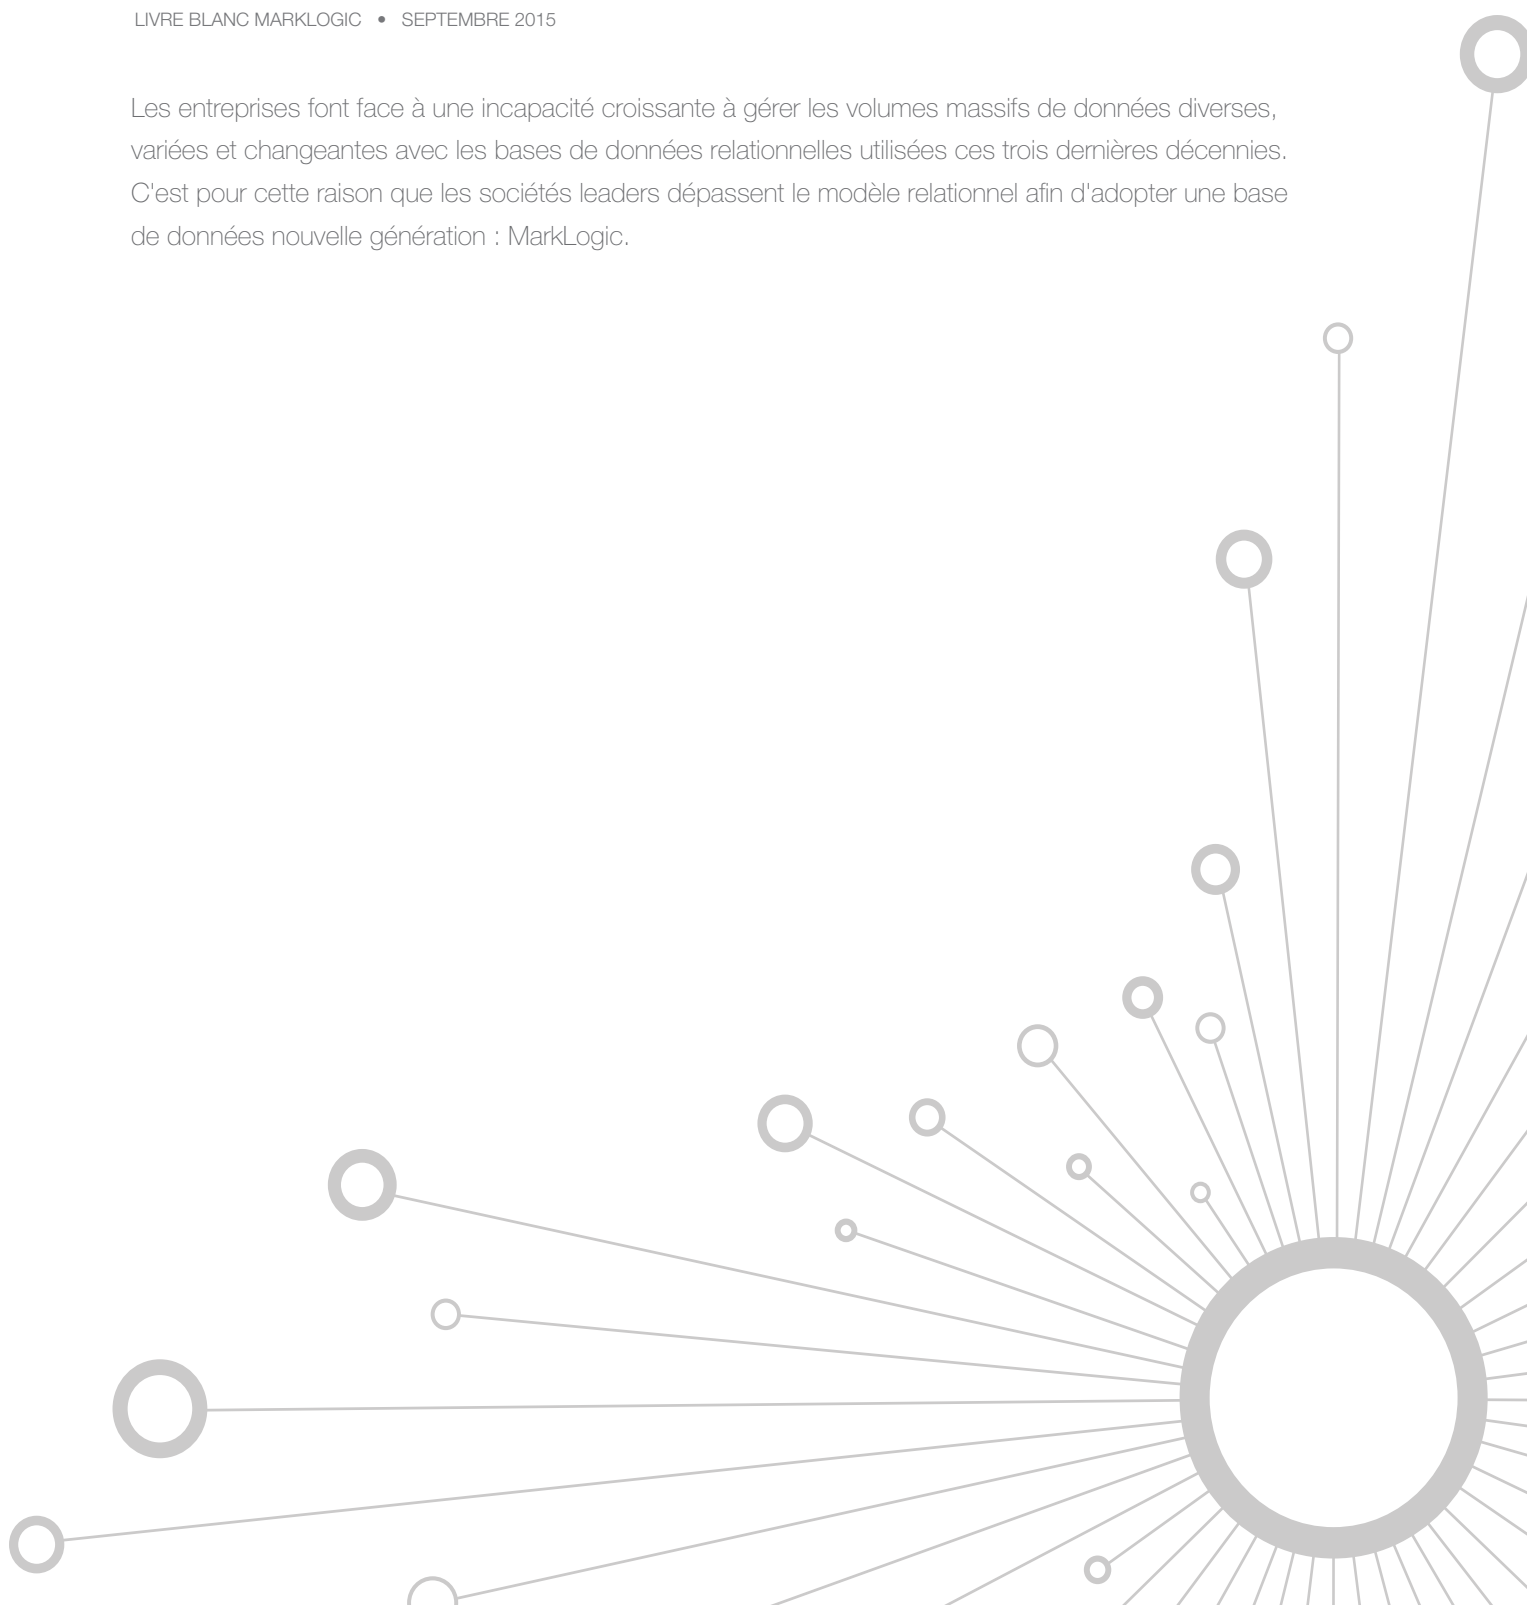 LIVRE BLANC MARKLOGIC • SEPTEMBRE 2015
Les entreprises font face à une incapacité croissante à gérer les volumes massifs de données diverses,
variées et changeantes avec les bases de données relationnelles utilisées ces trois dernières décennies.
C'est pour cette raison que les sociétés leaders dépassent le modèle relationnel afin d'adopter une base
de données nouvelle génération : MarkLogic.